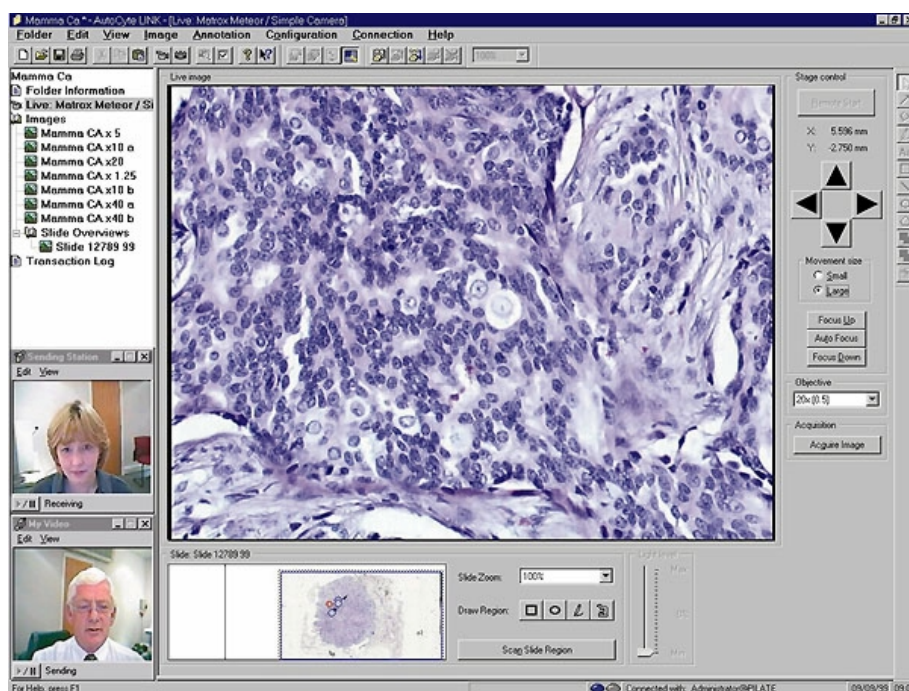 Mamma Ca * - AutoCyte LINK - [Live: Matrox Meteor / Simple Camera]
Folder Edit View Image Annotation Configuration Connection Help
100%
Mamma Ca
Folder Information
Live: Matrox Meteor / Si
Images
Mamma CA x 5
Mamma CA x10 a
Mamma CA x20
Mamma CA x 1.25
Mamma CA x10 b
Mamma CA x40 a
Mamma CA x40 b
Slide Overviews
Slide 12789 99
Transaction Log
Sending Station
Edit View
Receiving
My Video
Edit View
Sending
Live image
Stage control
Remote Start
X: 5.596 mm
Y: -2.750 mm
Movement size
Small
Large
Focus Up
Auto Focus
Focus Down
Objective
20x (0.5)
Acquisition
Acquire Image
Slide: Slide 12789 99
Slide Zoom: 100%
Draw Region:
Scan Slide Region
Light level
Max
Min
For Help, press F1
Connected with: Administrator@PILATE
09/09/99